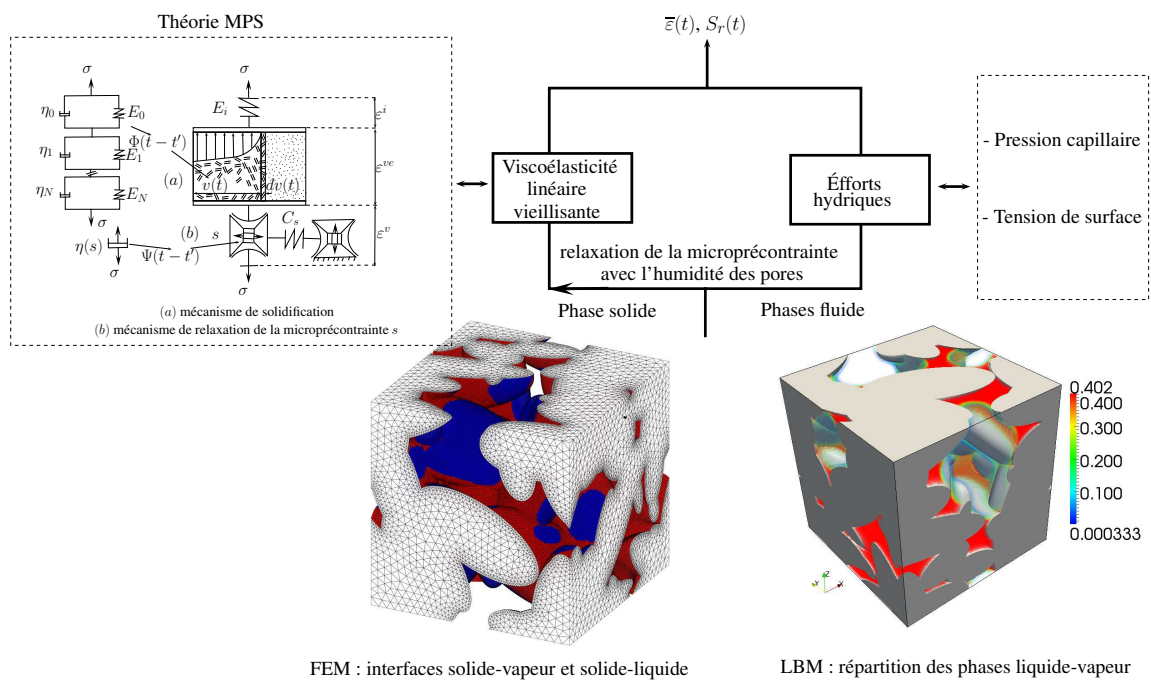 Théorie MPS
σ
η₀
E₀
Φ(t − t′)
η₁
E₁
η_N
E_N
σ
η(s)
σ
Ψ(t − t′)
σ
E_i
εⁱ
(a)
v(t)
dv(t)
ε^ve
(b)
s
C_s
ε^v
σ
(a) mécanisme de solidification
(b) mécanisme de relaxation de la microprécontrainte s
ε̅(t), S_r(t)
Viscoélasticité
linéaire
vieillisante
Éfforts
hydriques
- Pression capillaire
- Tension de surface
relaxation de la microprécontrainte
avec l'humidité des pores
Phase solide
Phases fluide
0.402
0.400
0.300
0.200
0.100
0.000333
Z
Y
X
FEM : interfaces solide-vapeur et solide-liquide
LBM : répartition des phases liquide-vapeur